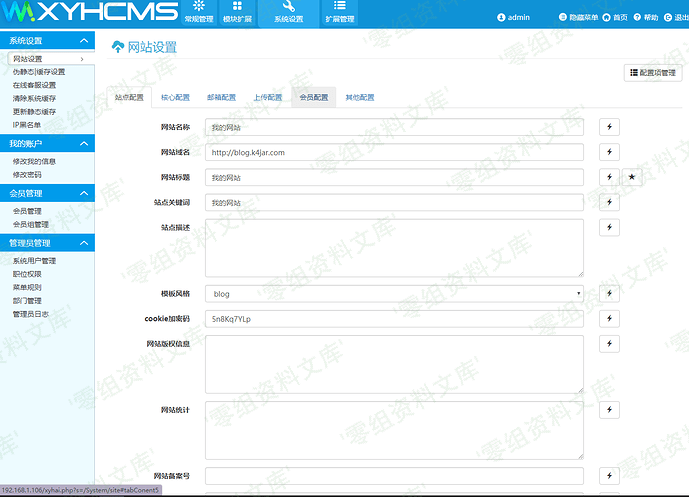 XYHCMS
常规管理 模块扩展 系统设置 扩展管理
admin 隐藏菜单 首页 帮助 退出
系统设置
网站设置
伪静态|缓存设置
在线客服设置
清除系统缓存
更新静态缓存
IP黑名单
我的账户
修改我的信息
修改密码
会员管理
会员管理
会员组管理
管理员管理
系统用户管理
职位权限
菜单规则
部门管理
管理员日志
网站设置
配置项管理
站点配置 核心配置 邮箱配置 上传配置 会员配置 其他配置
网站名称 我的网站
网站域名 http://blog.k4jar.com
网站标题 我的网站
站点关键词 我的网站
站点描述
模板风格 blog
cookie加密码 5n8Kq7YLp
网站版权信息
网站统计
网站备案号
192.168.1.106/xyhai.php?s=/System/site#tabConent5
'零组资料文库'